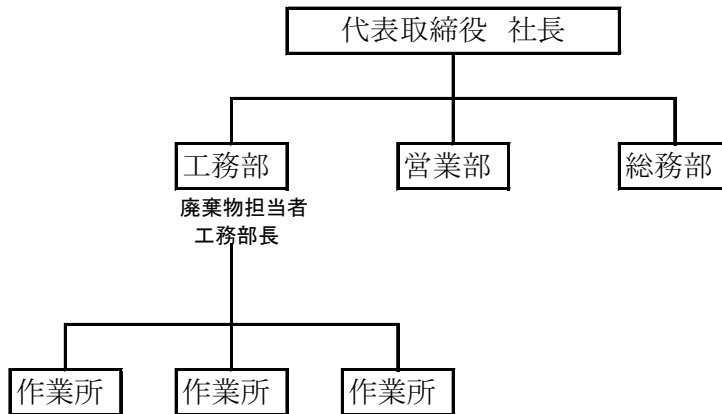 代表取締役 社長
工務部
営業部
総務部
廃棄物担当者
工務部長
作業所
作業所
作業所